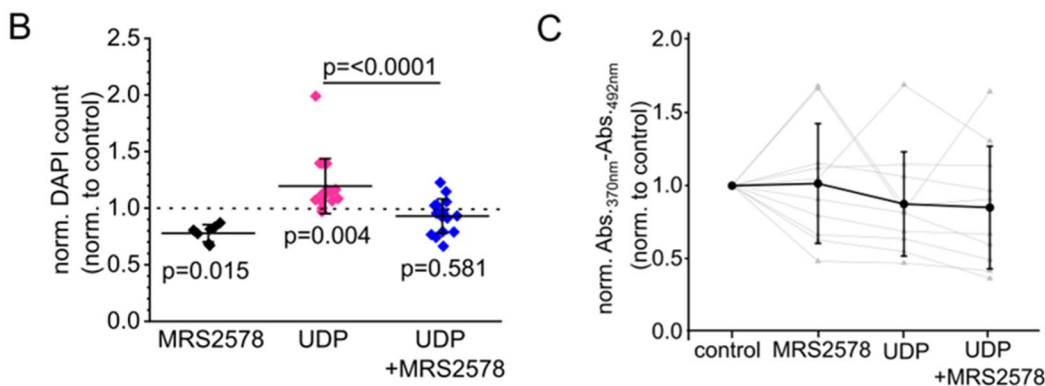 B
norm. DAPI count
(norm. to control)
2.5
2.0
1.5
1.0
0.5
0.0
p=<0.0001
p=0.015
p=0.004
p=0.581
MRS2578
UDP
UDP
+MRS2578
C
norm. Abs.370nm-Abs.492nm
(norm. to control)
2.0
1.5
1.0
0.5
0.0
control
MRS2578
UDP
UDP
+MRS2578